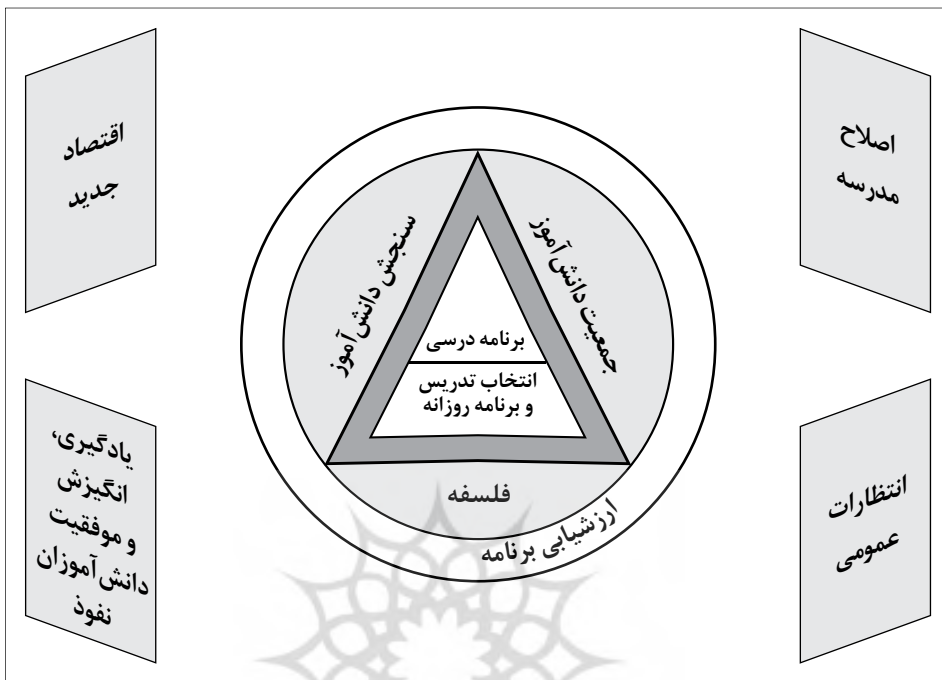 اصلاح
مدرسه
اقتصاد
جدید
جمعیت دانش‌آموز
سنجش دانش‌آموز
برنامه درسی
انتخاب تدریس
و برنامه روزانه
فلسفه
ارزشیابی برنامه
انتظارات
عمومی
یادگیری،
انگیزش
و موفقیت
دانش‌آموزان
نفوذ